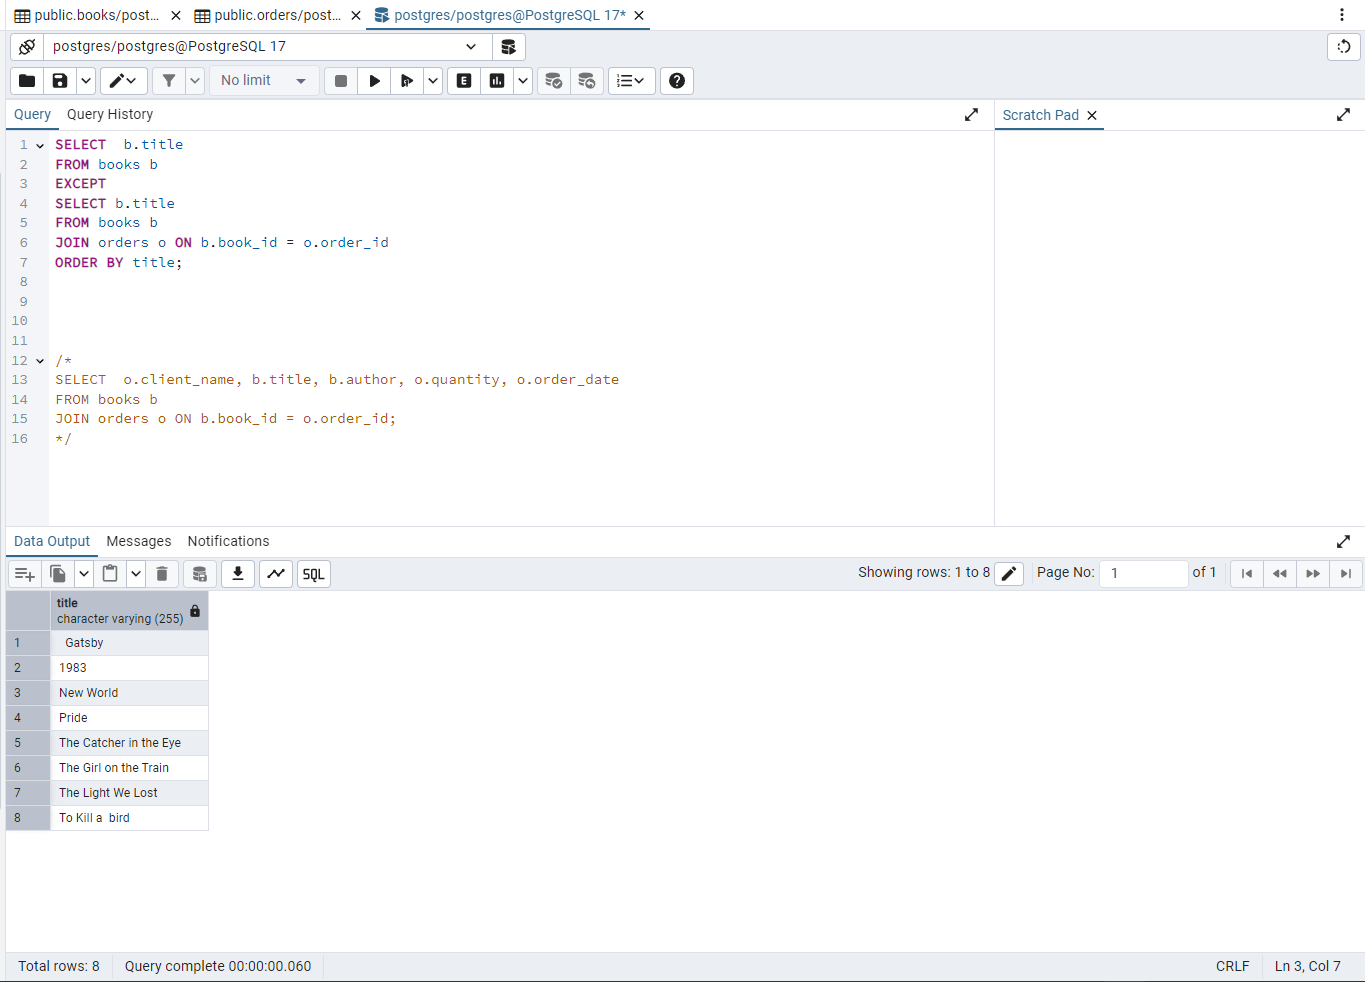 public.books/post...
public.orders/post...
postgres/postgres@PostgreSQL 17*
postgres/postgres@PostgreSQL 17
No limit
E
Query
Query History
Scratch Pad
1 SELECT  b.title
2 FROM books b
3 EXCEPT
4 SELECT b.title
5 FROM books b
6 JOIN orders o ON b.book_id = o.order_id
7 ORDER BY title;
8
9
10
11
12 /*
13 SELECT  o.client_name, b.title, b.author, o.quantity, o.order_date
14 FROM books b
15 JOIN orders o ON b.book_id = o.order_id;
16 */
Data Output
Messages
Notifications
SQL
Showing rows: 1 to 8
Page No: 1 of 1
title
character varying (255)
1 Gatsby
2 1983
3 New World
4 Pride
5 The Catcher in the Eye
6 The Girl on the Train
7 The Light We Lost
8 To Kill a  bird
Total rows: 8
Query complete 00:00:00.060
CRLF
Ln 3, Col 7